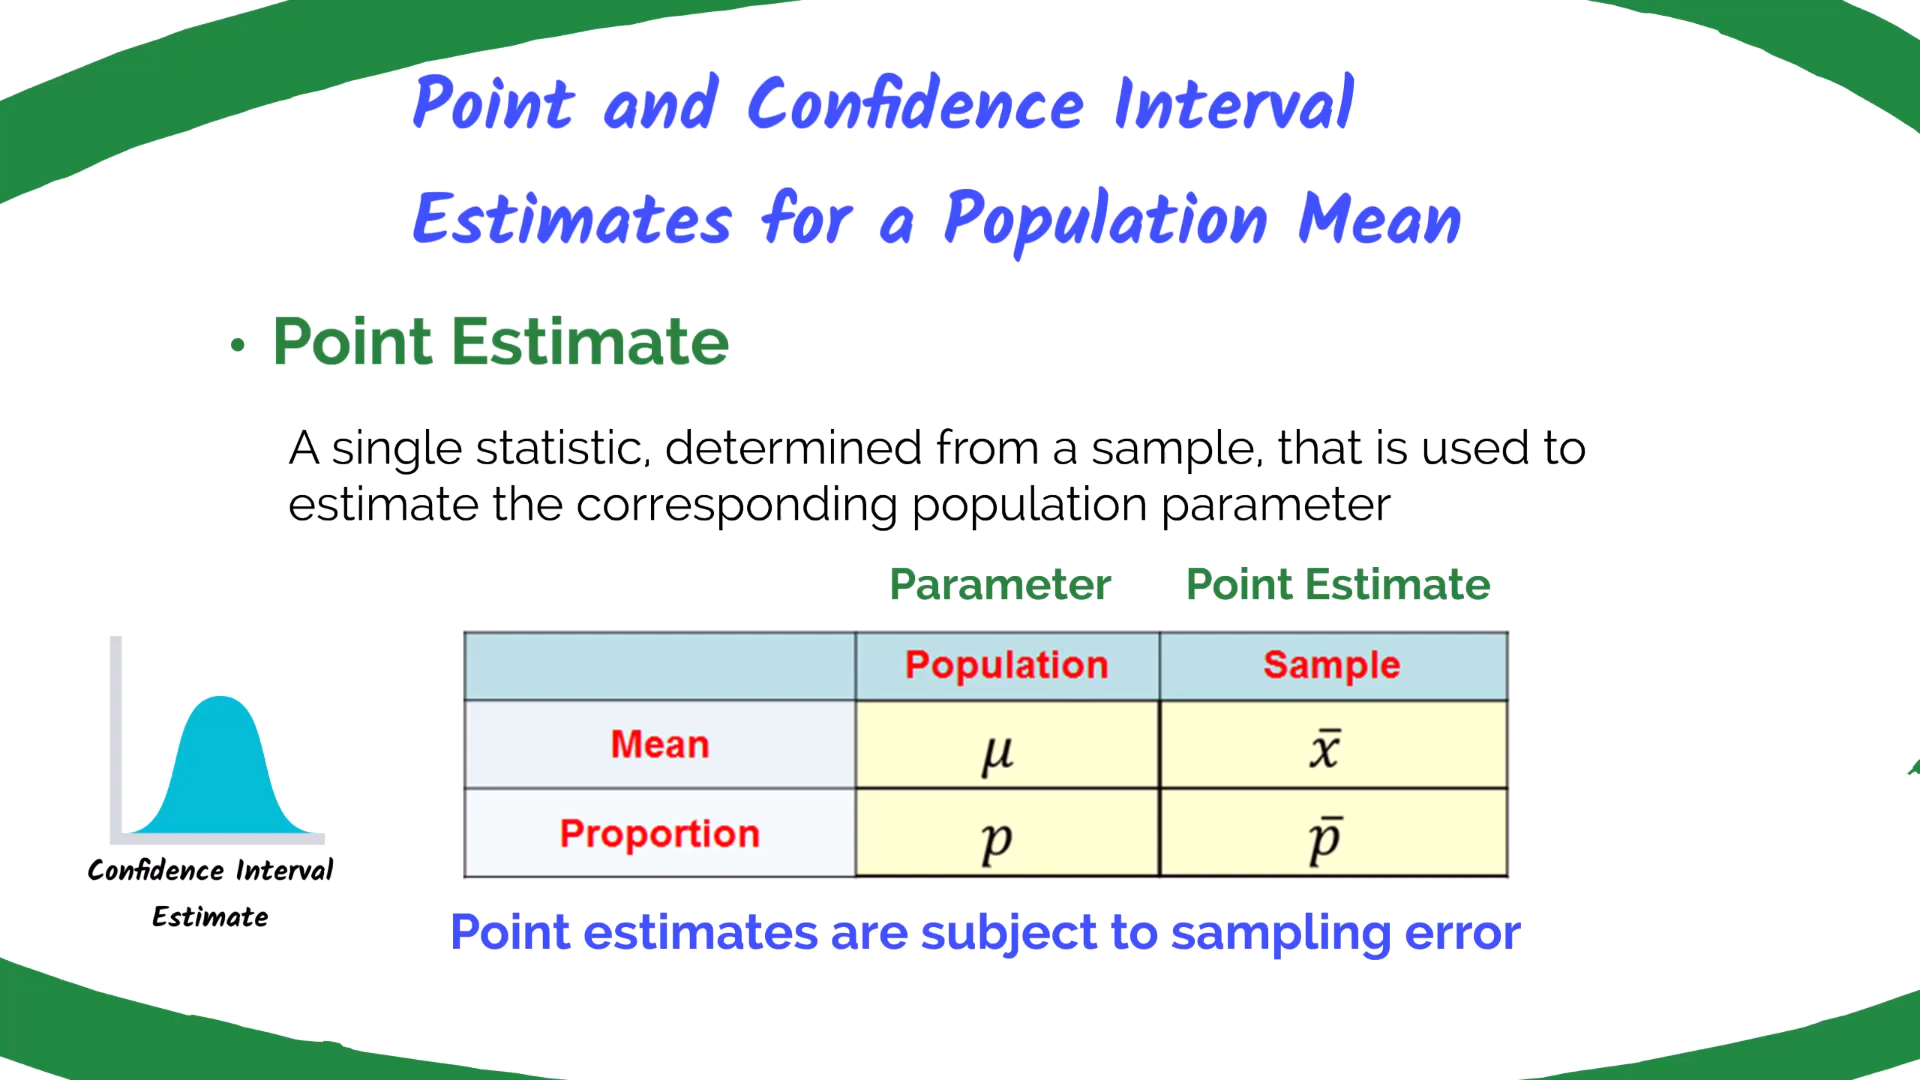 Point and Confidence Interval
Estimates for a Population Mean
• Point Estimate
A single statistic, determined from a sample, that is used to
estimate the corresponding population parameter
Parameter Point Estimate
Population Sample
Mean μ x̄
Proportion p p̄
Confidence Interval
Estimate
Point estimates are subject to sampling error